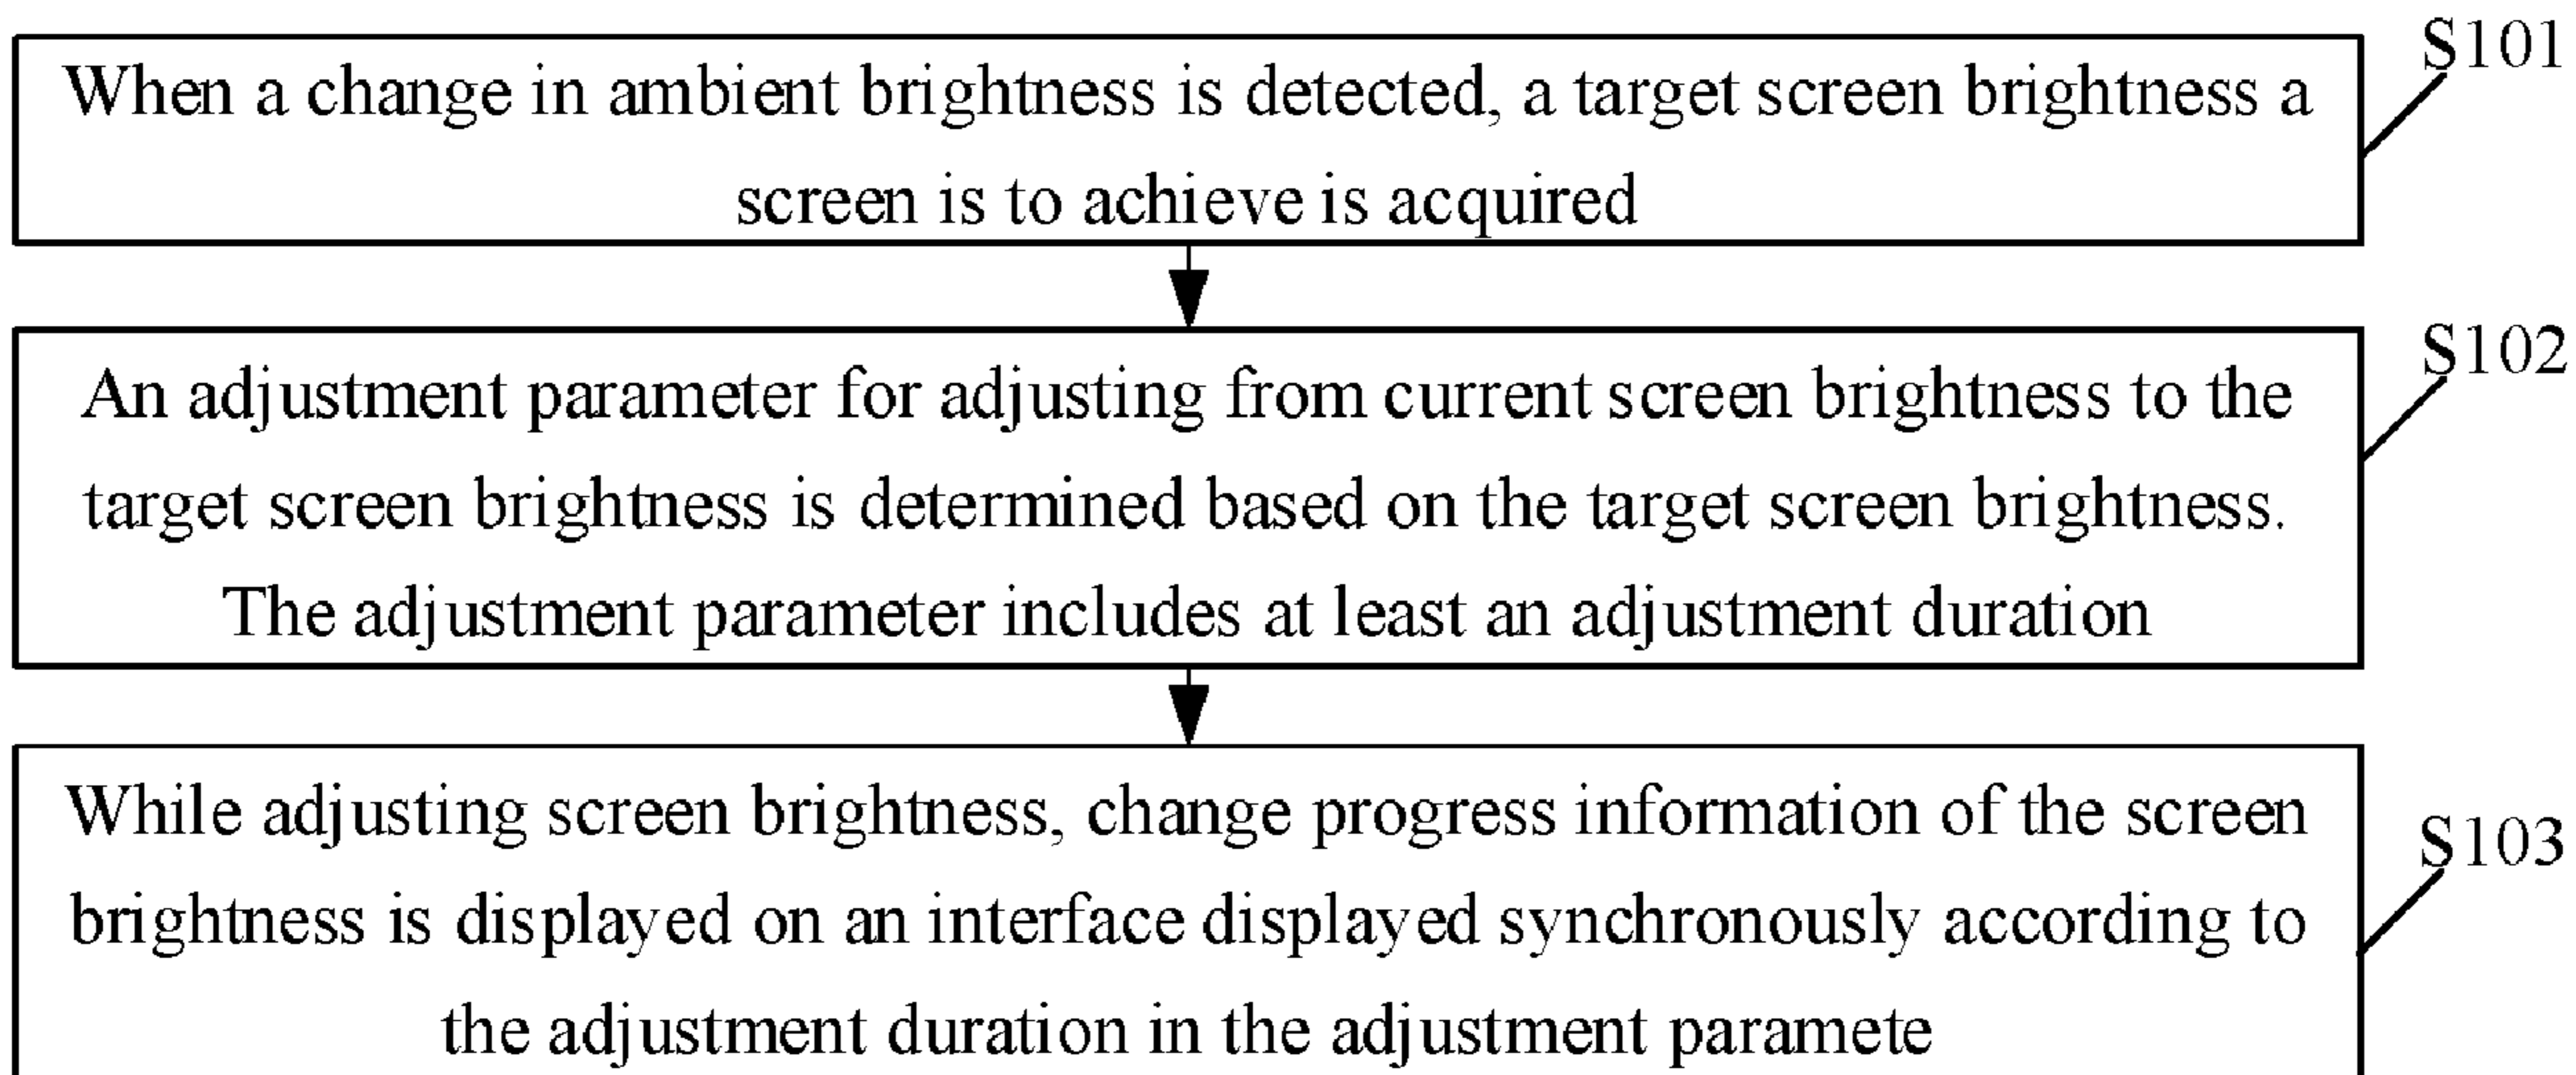 S101
When a change in ambient brightness is detected, a target screen brightness a
screen is to achieve is acquired
S102
An adjustment parameter for adjusting from current screen brightness to the
target screen brightness is determined based on the target screen brightness.
The adjustment parameter includes at least an adjustment duration
S103
While adjusting screen brightness, change progress information of the screen
brightness is displayed on an interface displayed synchronously according to
the adjustment duration in the adjustment paramete